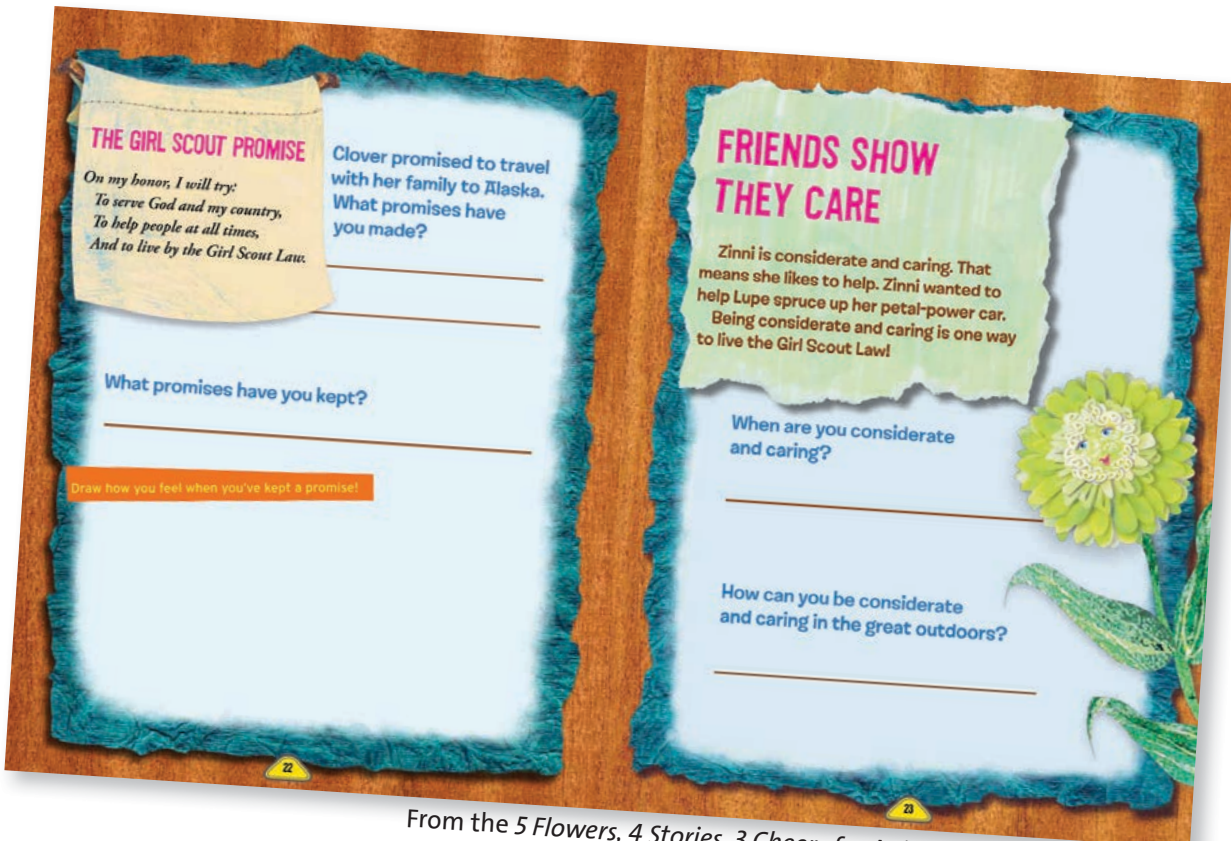 THE GIRL SCOUT PROMISE
On my honor, I will try:
To serve God and my country,
To help people at all times,
And to live by the Girl Scout Law.
Clover promised to travel
with her family to Alaska.
What promises have
you made?
What promises have you kept?
Draw how you feel when you've kept a promise!
22
FRIENDS SHOW
THEY CARE
Zinni is considerate and caring. That
means she likes to help. Zinni wanted to
help Lupe spruce up her petal-power car.
Being considerate and caring is one way
to live the Girl Scout Law!
When are you considerate
and caring?
How can you be considerate
and caring in the great outdoors?
23
From the 5 Flowers, 4 Stories, 3 Cheers for